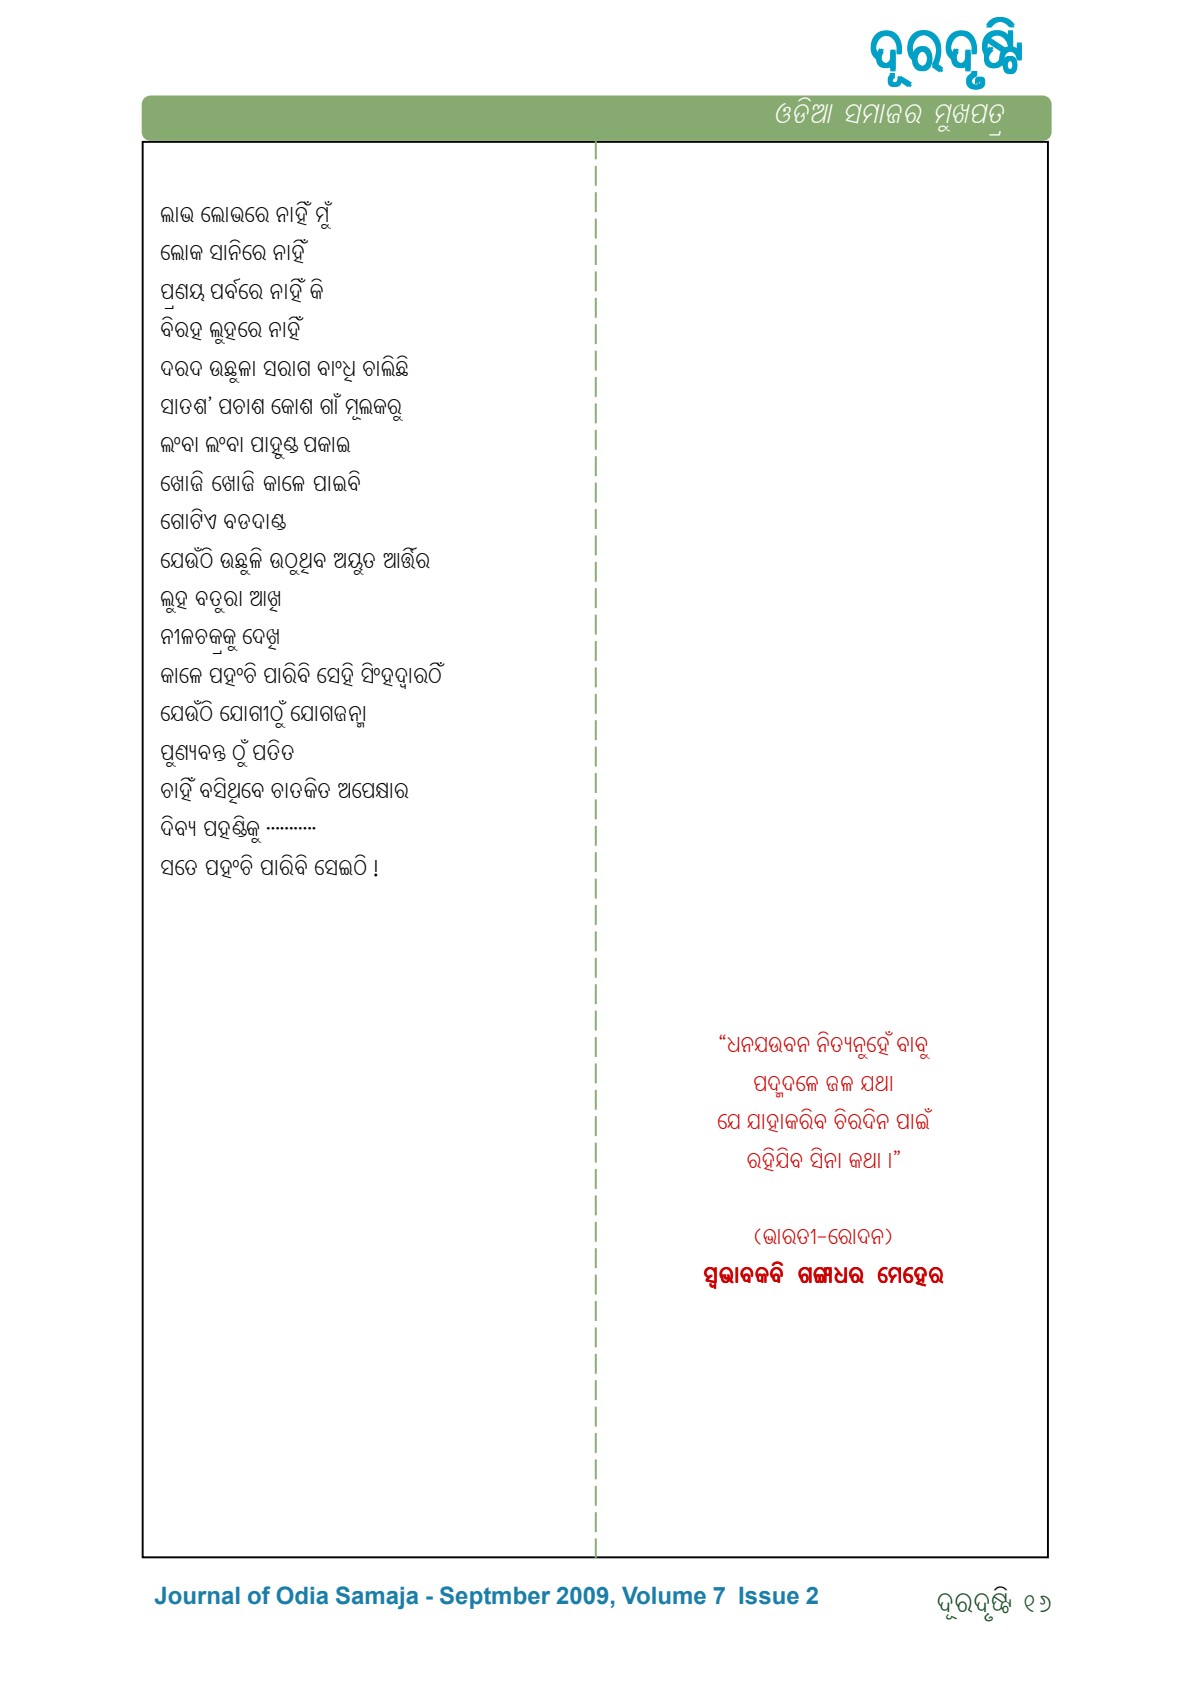 ଦୂରଦୃଷ୍ଟି
ଓଡିଆ ସମାଜର ମୁଖପତ୍ର
ଲାଭ ଲୋଭରେ ନାହିଁ ମୁଁ
ଲୋକ ସାନିରେ ନାହିଁ
ପ୍ରଣୟ ପର୍ବରେ ନାହିଁ କି
ବିରହ ଲୁହରେ ନାହିଁ
ଦରଦ ଉଛୁଳା ସରାଗ ବାଂଧି ଚାଲିଛି
ସାତଶ’ ପଚାଶ କୋଶ ଗାଁ ମୂଲକରୁ
ଲଂବା ଲଂବା ପାହୁଣ୍ଡ ପକାଇ
ଖୋଜି ଖୋଜି କାଳେ ପାଇବି
ଗୋଟିଏ ବଡଦାଣ୍ଡ
ଯେଉଁଠି ଉଛୁଳି ଉଠୁଥିବ ଅୟୁତ ଆର୍ତ୍ତିର
ଲୁହ ବତୁରା ଆଖି
ନୀଳଚକ୍ରକୁ ଦେଖି
କାଳେ ପହଂଚି ପାରିବି ସେହି ସିଂହଦ୍ୱାରଠିଁ
ଯେଉଁଠି ଯୋଗୀଠୁଁ ଯୋଗଜନ୍ମା
ପୁଣ୍ୟବନ୍ତ ଠୁଁ ପତିତ
ଚାହିଁ ବସିଥିବେ ଚାତକିତ ଅପେକ୍ଷାର
ଦିବ୍ୟ ପହଣ୍ଡିକୁ ...........
ସତେ ପହଂଚି ପାରିବି ସେଇଠି !
“ଧନଯଉବନ ନିତ୍ୟନୁହେଁ ବାବୁ
ପଦ୍ମଦଳେ ଜଳ ଯଥା
ଯେ ଯାହାକରିବ ଚିରଦିନ ପାଇଁ
ରହିଯିବ ସିନା କଥା ।”
(ଭାରତୀ-ରୋଦନ)
ସ୍ୱଭାବକବି ଗଙ୍ଗାଧର ମେହେର
Journal of Odia Samaja - Septmber 2009, Volume 7 Issue 2
ଦୂରଦୃଷ୍ଟି ୧୬